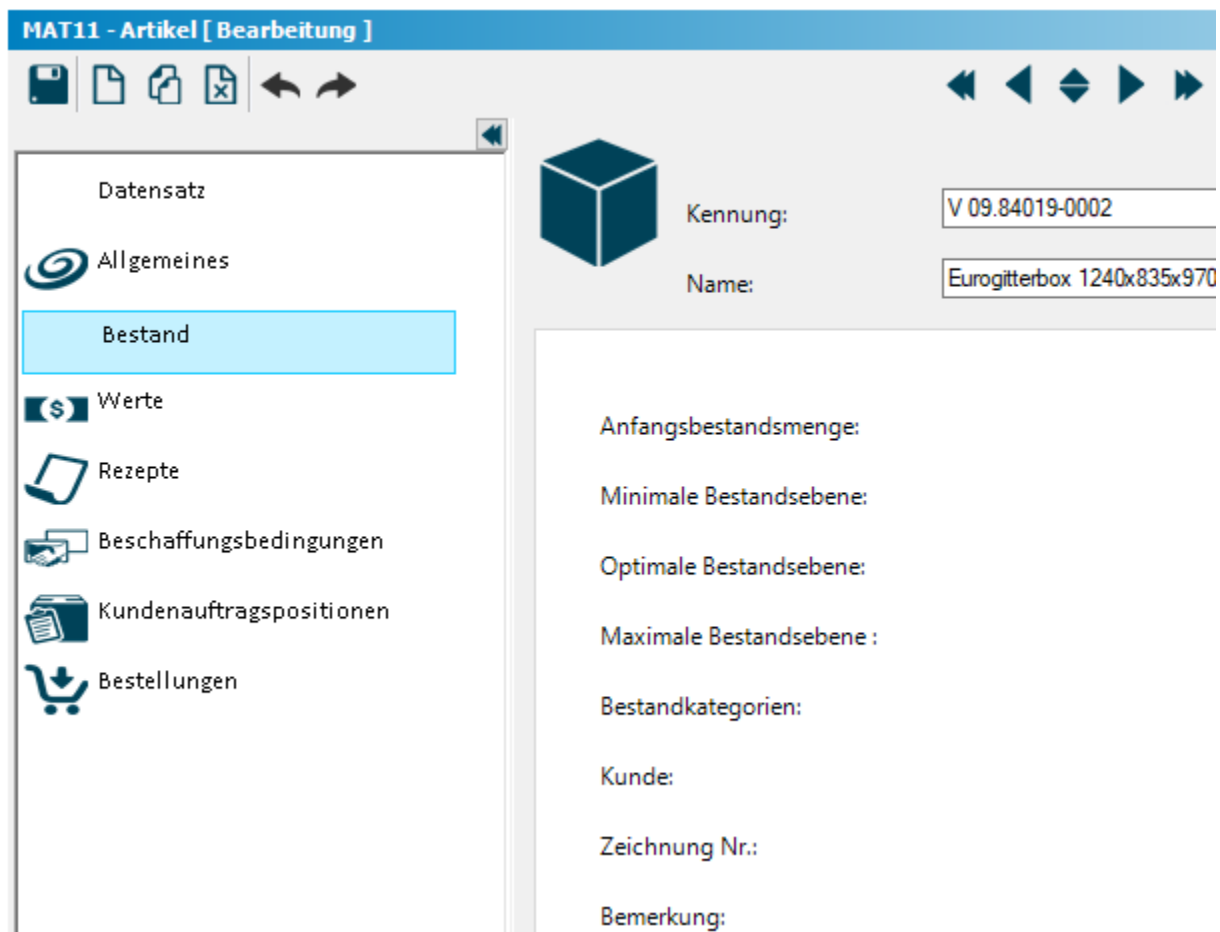 MAT11 - Artikel [ Bearbeitung ]
Datensatz
Allgemeines
Bestand
Werte
Rezepte
Beschaffungsbedingungen
Kundenauftragspositionen
Bestellungen
Kennung: V 09.84019-0002
Name: Eurogitterbox 1240x835x970
Anfangsbestandsmenge:
Minimale Bestandsebene:
Optimale Bestandsebene:
Maximale Bestandsebene :
Bestandkategorien:
Kunde:
Zeichnung Nr.:
Bemerkung: